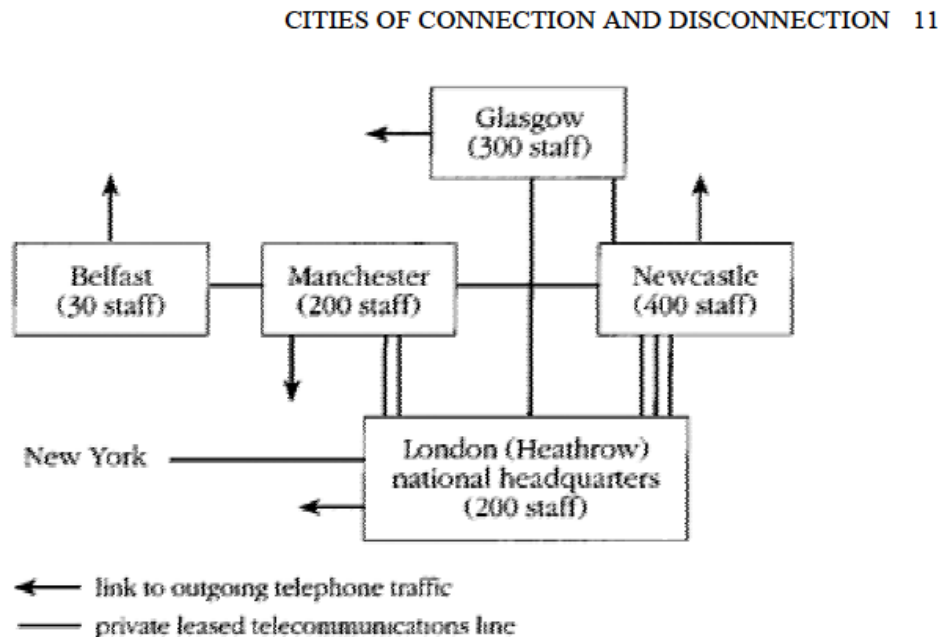 CITIES OF CONNECTION AND DISCONNECTION 11
Glasgow
(300 staff)
Belfast
(30 staff)
Manchester
(200 staff)
Newcastle
(400 staff)
New York
London (Heathrow)
national headquarters
(200 staff)
link to outgoing telephone traffic
private leased telecommunications line